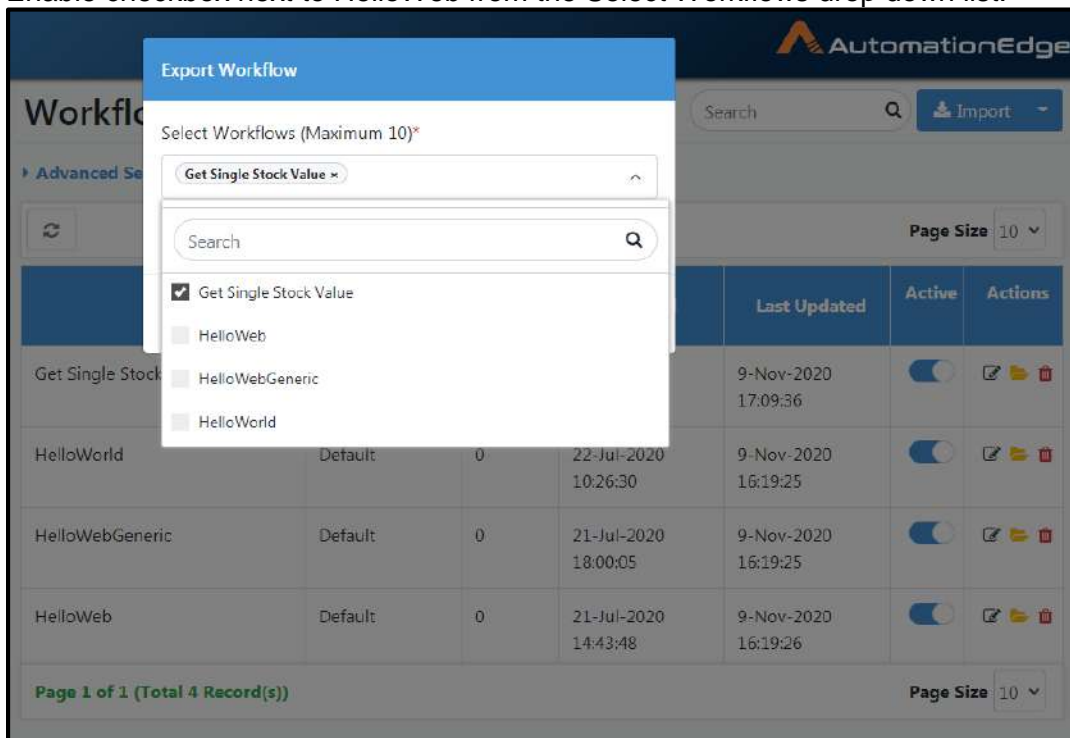 Enable checkbox next to HelloWeb from the Select Workflows drop down list.
AutomationEdge
Export Workflow
Workflo
Search
Import
Select Workflows (Maximum 10)*
Advanced Se
Get Single Stock Value ×
Search
Page Size 10
Get Single Stock Value
HelloWeb
HelloWebGeneric
HelloWorld
Last Updated
Active
Actions
Get Single Stock
9-Nov-2020
17:09:36
HelloWorld
Default
0
22-Jul-2020
10:26:30
9-Nov-2020
16:19:25
HelloWebGeneric
Default
0
21-Jul-2020
18:00:05
9-Nov-2020
16:19:25
HelloWeb
Default
0
21-Jul-2020
14:43:48
9-Nov-2020
16:19:26
Page 1 of 1 (Total 4 Record(s))
Page Size 10